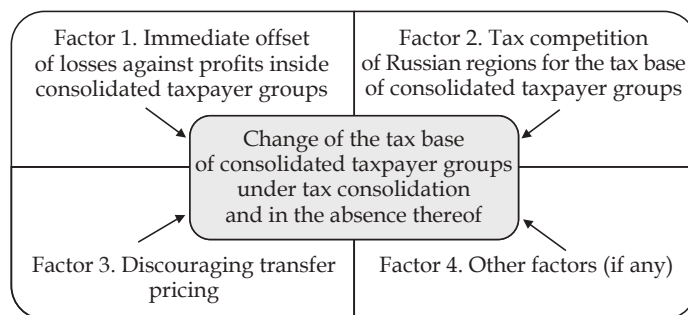 Factor 1. Immediate offset
of losses against profits inside
consolidated taxpayer groups
Factor 2. Tax competition
of Russian regions for the tax base
of consolidated taxpayer groups
Change of the tax base
of consolidated taxpayer groups
under tax consolidation
and in the absence thereof
Factor 3. Discouraging transfer
pricing
Factor 4. Other factors (if any)